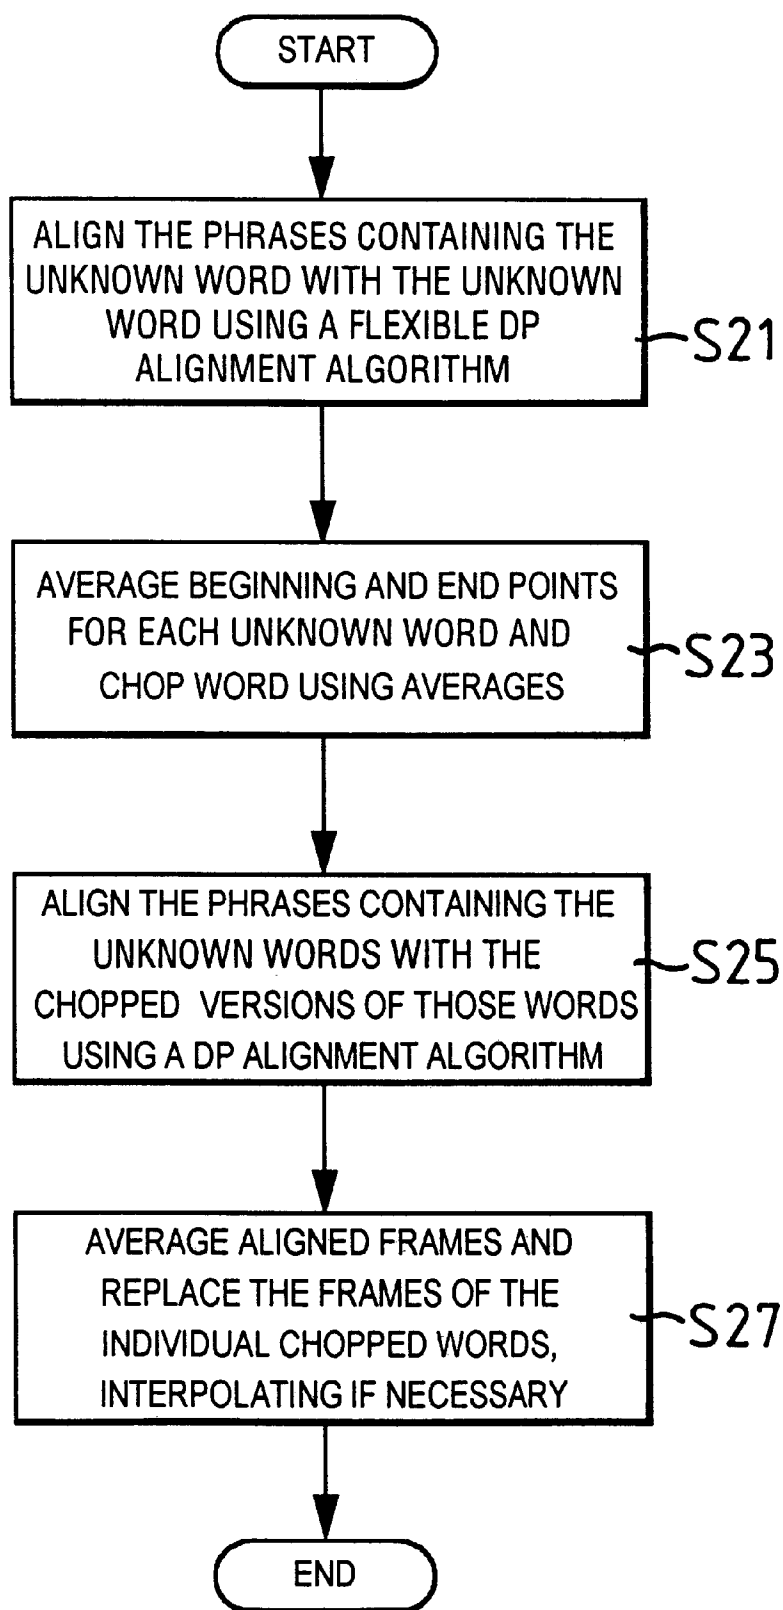 START
ALIGN THE PHRASES CONTAINING THE
UNKNOWN WORD WITH THE UNKNOWN
WORD USING A FLEXIBLE DP
ALIGNMENT ALGORITHM
S21
AVERAGE BEGINNING AND END POINTS
FOR EACH UNKNOWN WORD AND
CHOP WORD USING AVERAGES
S23
ALIGN THE PHRASES CONTAINING THE
UNKNOWN WORDS WITH THE
CHOPPED VERSIONS OF THOSE WORDS
USING A DP ALIGNMENT ALGORITHM
S25
AVERAGE ALIGNED FRAMES AND
REPLACE THE FRAMES OF THE
INDIVIDUAL CHOPPED WORDS,
INTERPOLATING IF NECESSARY
S27
END